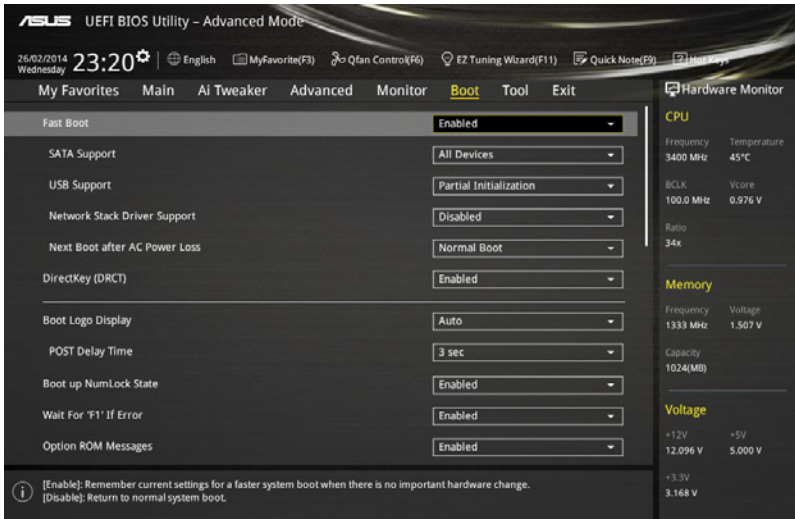 ASUS UEFI BIOS Utility – Advanced Mode
26/02/2014
Wednesday
23:20
English MyFavorite(F3) Qfan Control(F6) EZ Tuning Wizard(F11) Quick Note(F9) Hot Keys
My Favorites Main Ai Tweaker Advanced Monitor Boot Tool Exit
Hardware Monitor
Fast Boot Enabled
SATA Support All Devices
USB Support Partial Initialization
Network Stack Driver Support Disabled
Next Boot after AC Power Loss Normal Boot
DirectKey (DRCT) Enabled
Boot Logo Display Auto
POST Delay Time 3 sec
Boot up NumLock State Enabled
Wait For 'F1' If Error Enabled
Option ROM Messages Enabled
CPU
Frequency Temperature
3400 MHz 45°C
BCLK Vcore
100.0 MHz 0.976 V
Ratio
34x
Memory
Frequency Voltage
1333 MHz 1.507 V
Capacity
1024(MB)
Voltage
+12V +5V
12.096 V 5.000 V
+3.3V
3.168 V
[Enable]: Remember current settings for a faster system boot when there is no important hardware change.
[Disable]: Return to normal system boot.